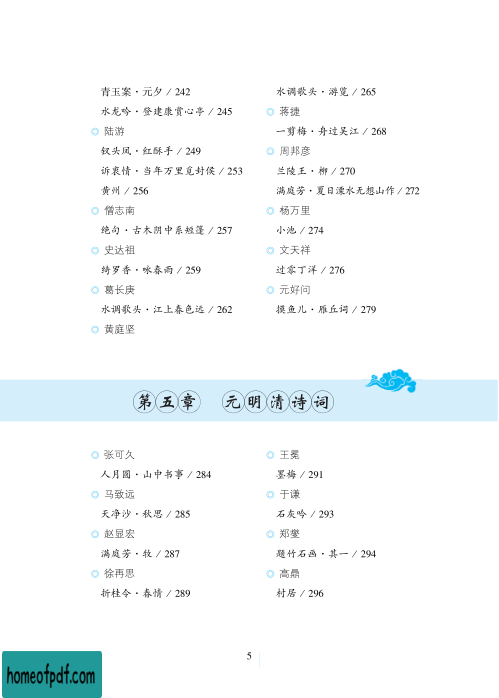 青玉案·元夕 / 242
水龙吟·登建康赏心亭 / 245
陆游
钗头凤·红酥手 / 249
诉衷情·当年万里觅封侯 / 253
黄州 / 256
僧志南
绝句·古木阴中系短篷 / 257
史达祖
绮罗香·咏春雨 / 259
葛长庚
水调歌头·江上春色远 / 262
黄庭坚
水调歌头·游览 / 265
蒋捷
一剪梅·舟过吴江 / 268
周邦彦
兰陵王·柳 / 270
满庭芳·夏日溧水无想山作 / 272
杨万里
小池 / 274
文天祥
过零丁洋 / 276
元好问
摸鱼儿·雁丘词 / 279
第五章 元明清诗词
张可久
人月圆·山中书事 / 284
马致远
天净沙·秋思 / 285
赵显宏
满庭芳·牧 / 287
徐再思
折桂令·春情 / 289
王冕
墨梅 / 291
于谦
石灰吟 / 293
郑燮
题竹石画·其一 / 294
高鼎
村居 / 296
5
homeofpdf.com